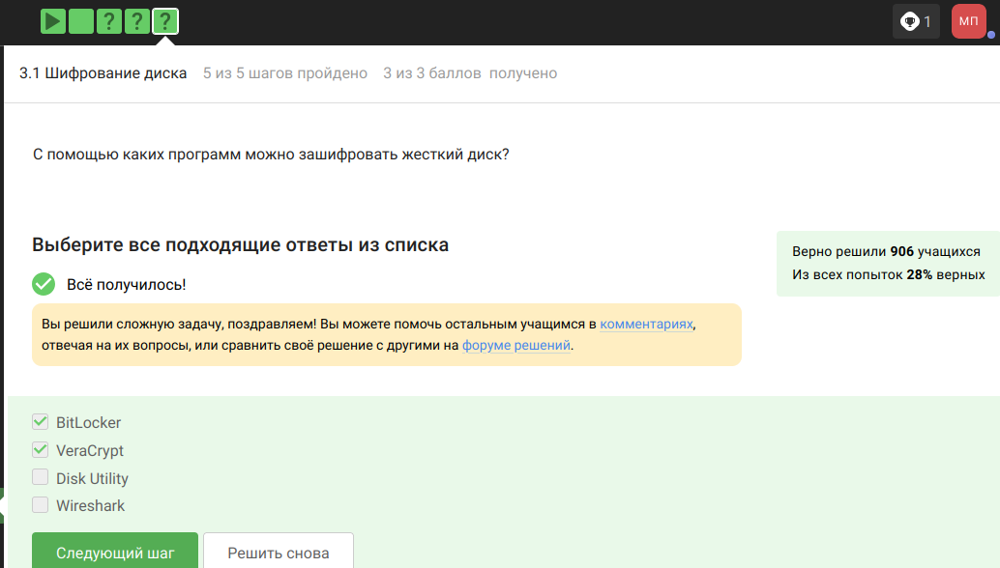 ? ? ?
1
МП
3.1 Шифрование диска 5 из 5 шагов пройдено 3 из 3 баллов получено
С помощью каких программ можно зашифровать жесткий диск?
Выберите все подходящие ответы из списка
Верно решили 906 учащихся
Из всех попыток 28% верных
Всё получилось!
Вы решили сложную задачу, поздравляем! Вы можете помочь остальным учащимся в комментариях,
отвечая на их вопросы, или сравнить своё решение с другими на форуме решений.
BitLocker
VeraCrypt
Disk Utility
Wireshark
Следующий шаг Решить снова